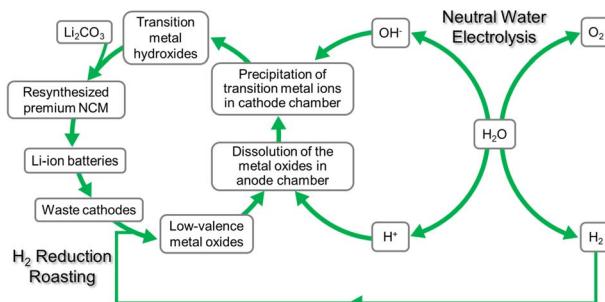 Li₂CO₃
Transition
metal
hydroxides
OH⁻
Neutral Water
Electrolysis
O₂
Resynthesized
premium NCM
Precipitation of
transition metal ions
in cathode chamber
H₂O
Li-ion batteries
Dissolution of the
metal oxides in
anode chamber
Waste cathodes
Low-valence
metal oxides
H⁺
H₂
H₂ Reduction
Roasting